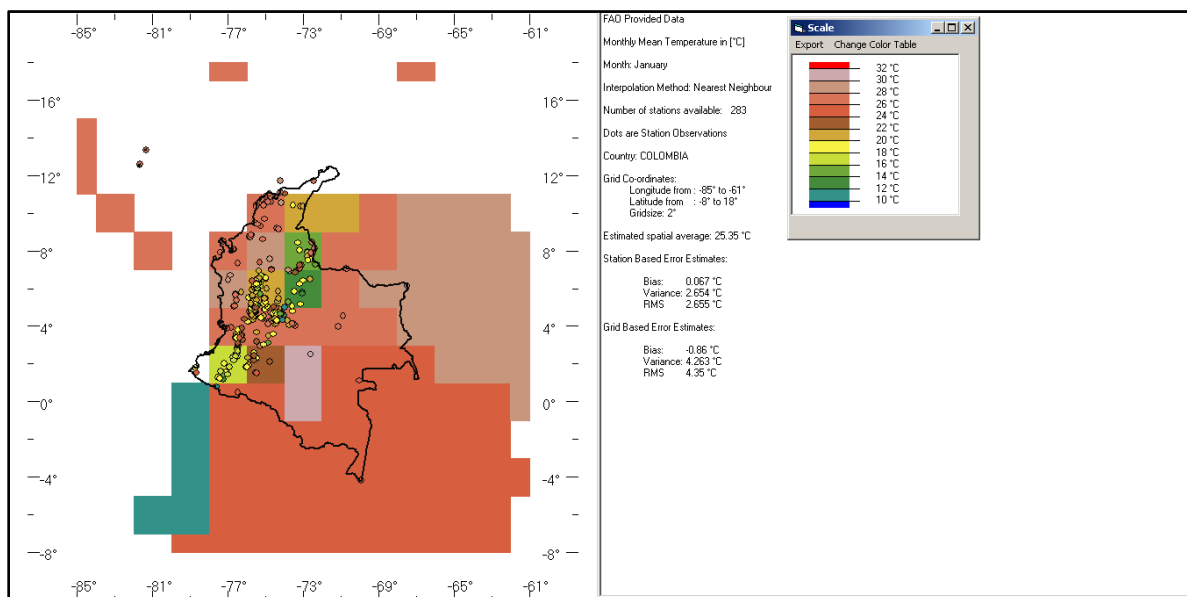 -85° -81° -77° -73° -69° -65° -61°
16° 16°
12° 12°
8° 8°
4° 4°
0° 0°
-4° -4°
-8° -8°
-85° -81° -77° -73° -69° -65° -61°
FAO Provided Data
Monthly Mean Temperature in [°C]
Month: January
Interpolation Method: Nearest Neighbour
Number of stations available: 283
Dots are Station Observations
Country: COLOMBIA
Grid Co-ordinates:
Longitude from : -85° to -61°
Latitude from : -8° to 18°
Gridsize: 2°
Estimated spatial average: 25.35 °C
Station Based Error Estimates:
Bias: 0.067 °C
Variance: 2.654 °C
RMS 2.655 °C
Grid Based Error Estimates:
Bias: -0.86 °C
Variance: 4.263 °C
RMS 4.35 °C
Scale
Export Change Color Table
32 °C
30 °C
28 °C
26 °C
24 °C
22 °C
20 °C
18 °C
16 °C
14 °C
12 °C
10 °C